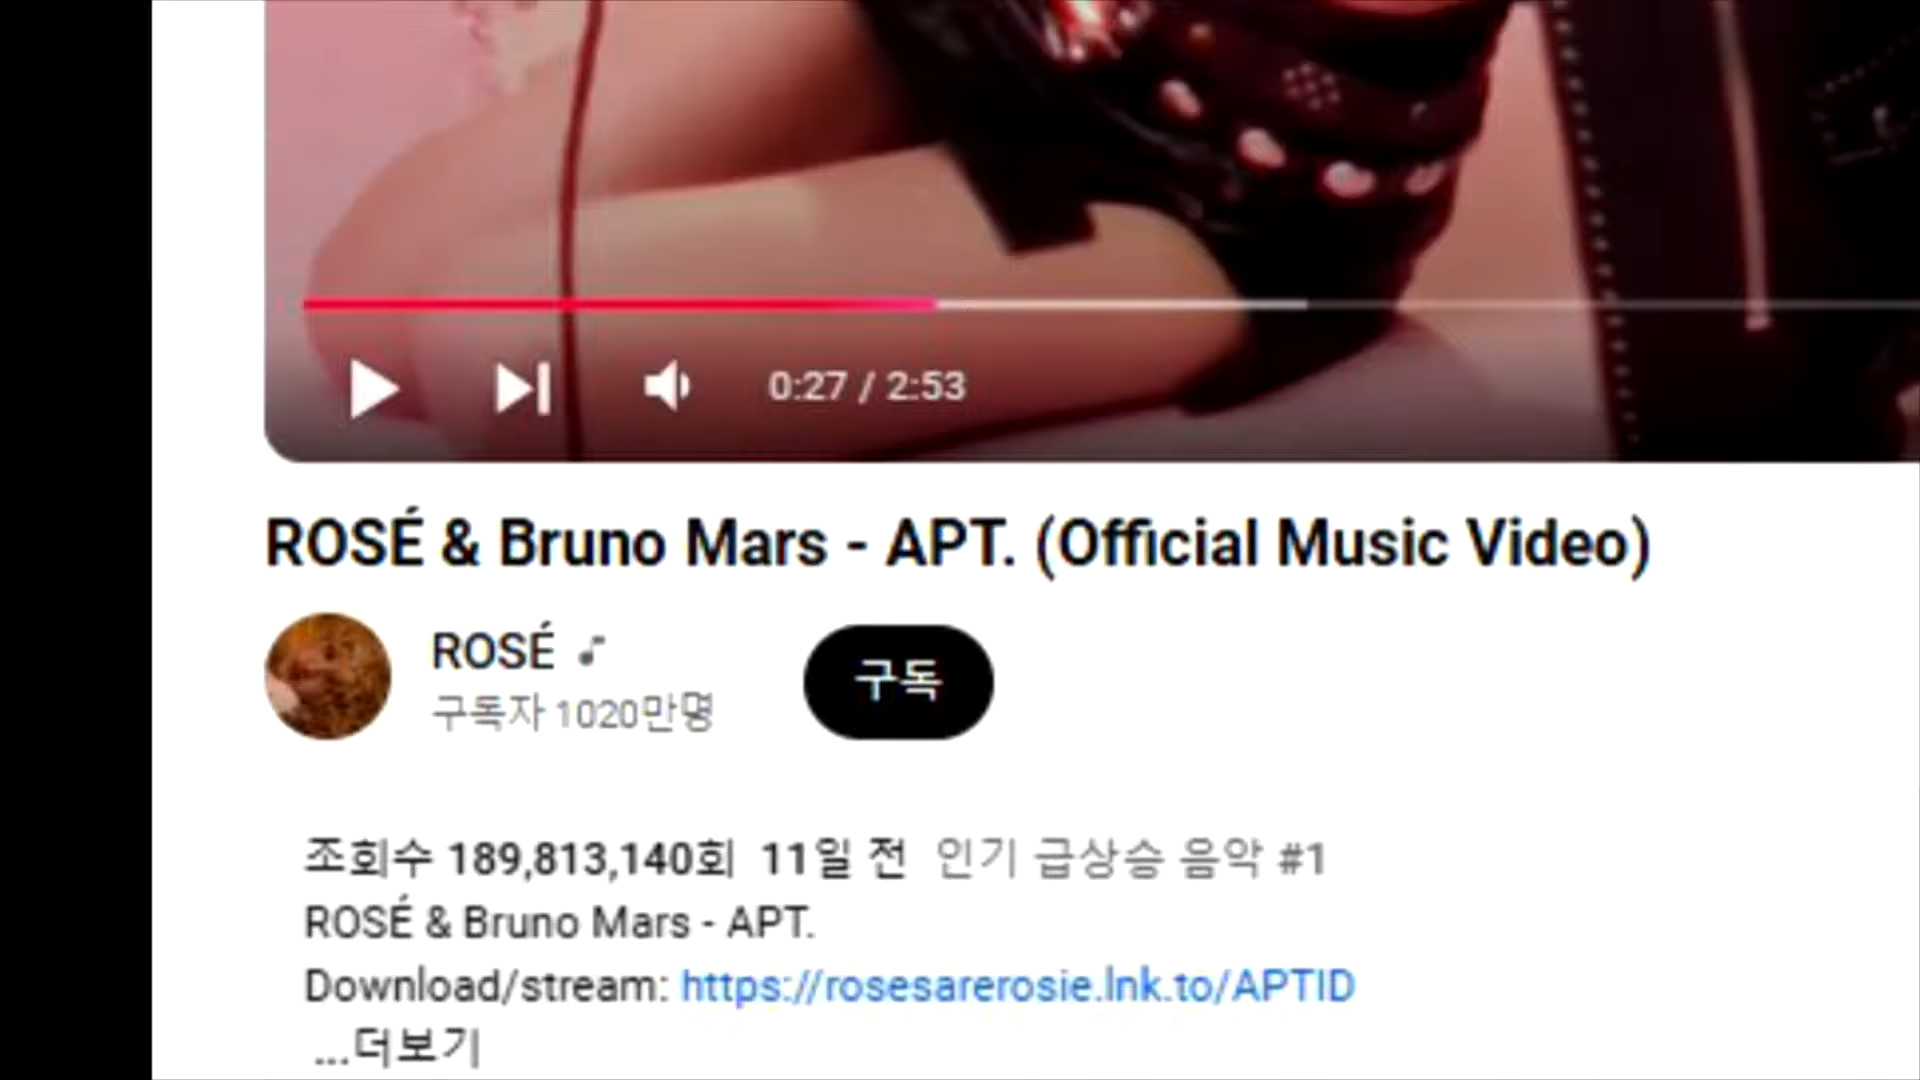 0:27 / 2:53
ROSÉ & Bruno Mars - APT. (Official Music Video)
ROSÉ
구독자 1020만명
구독
조회수 189,813,140회 11일 전 인기 급상승 음악 #1
ROSÉ & Bruno Mars - APT.
Download/stream: https://rosesarerosie.lnk.to/APTID
...더보기